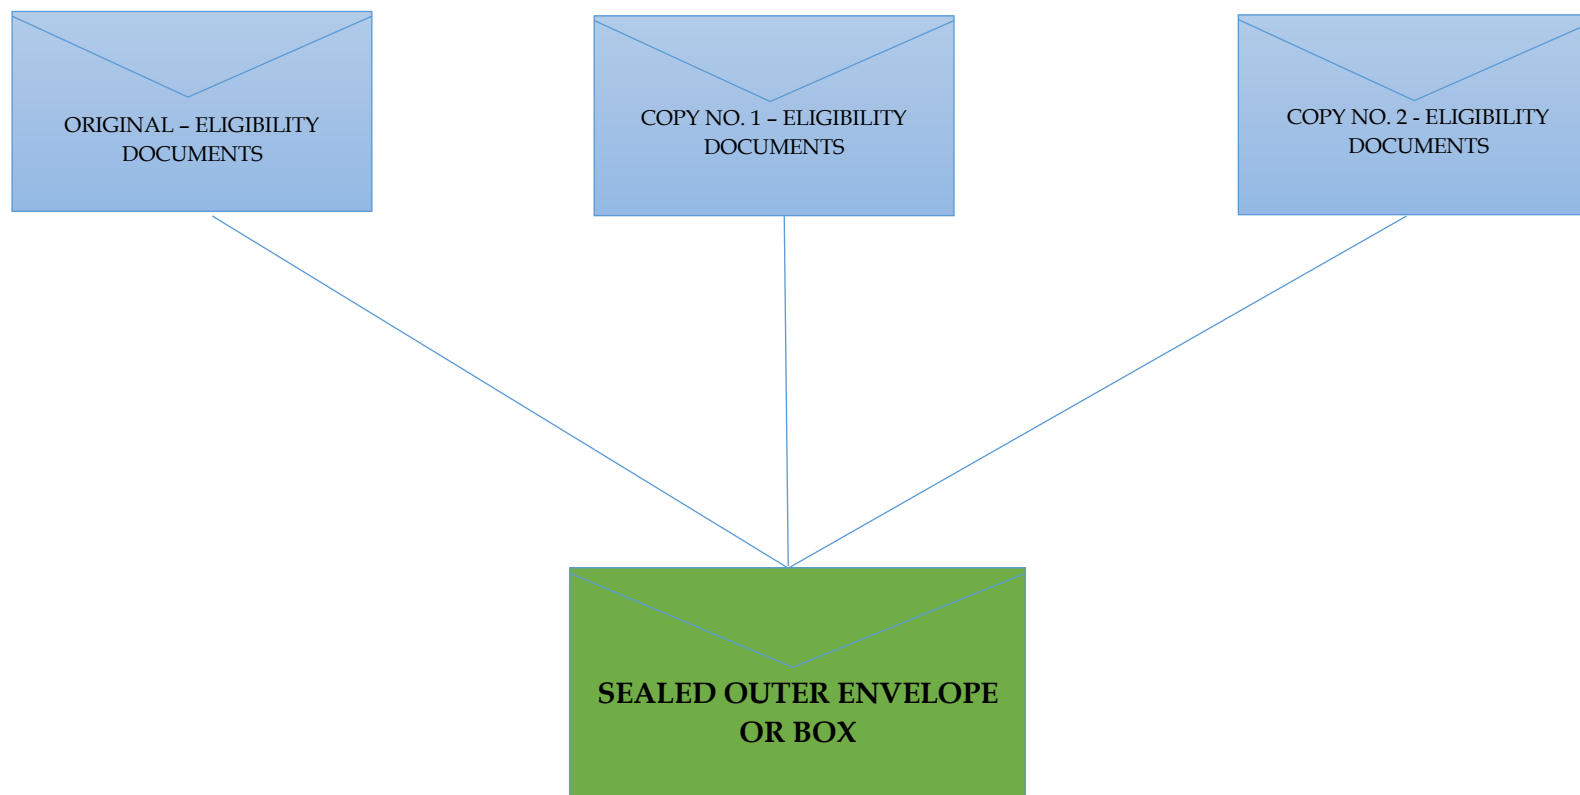 ORIGINAL – ELIGIBILITY
DOCUMENTS
COPY NO. 1 – ELIGIBILITY
DOCUMENTS
COPY NO. 2 - ELIGIBILITY
DOCUMENTS
SEALED OUTER ENVELOPE
OR BOX